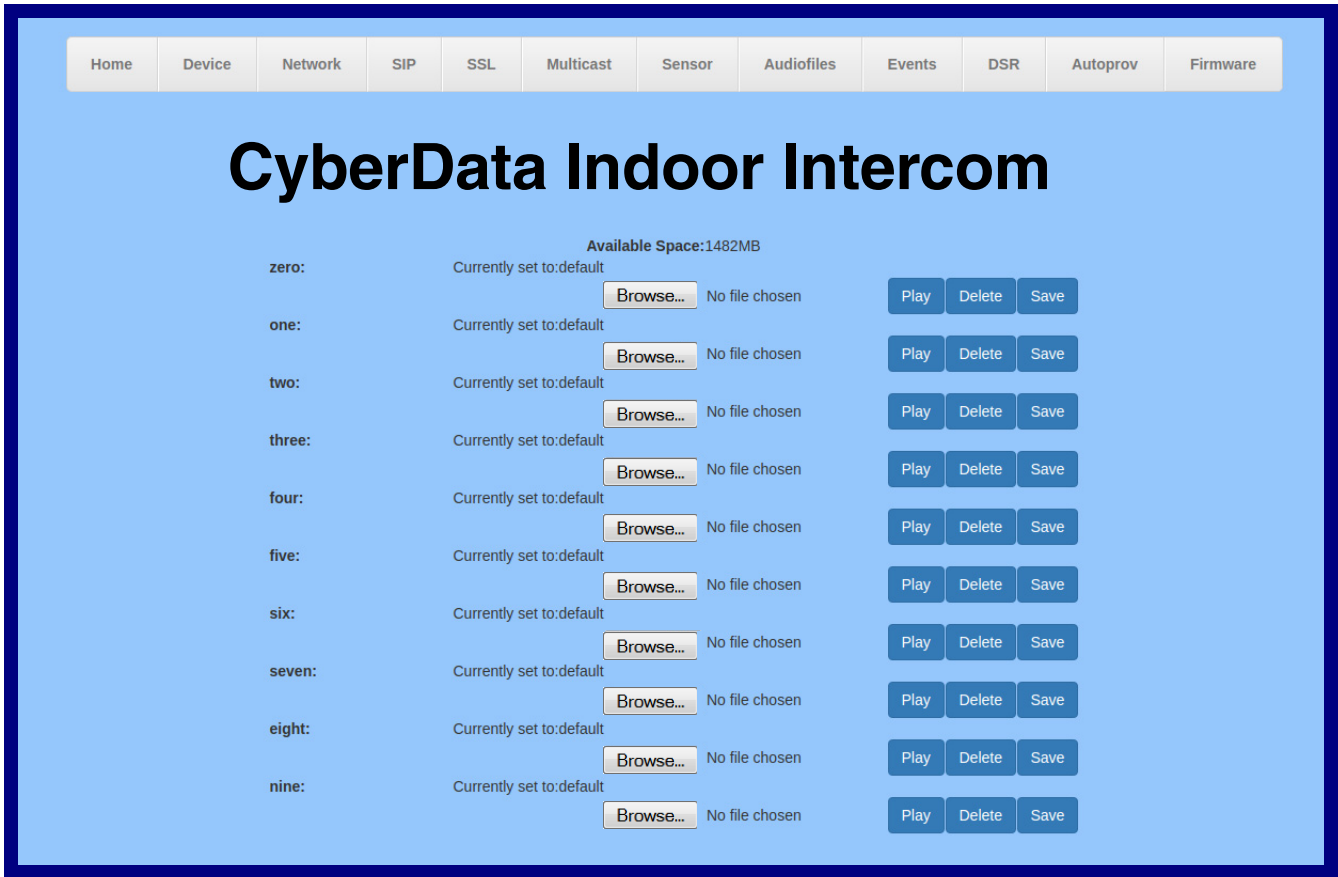 Home Device Network SIP SSL Multicast Sensor Audiofiles Events DSR Autoprov Firmware
CyberData Indoor Intercom
Available Space:1482MB
zero: Currently set to:default
Browse... No file chosen Play Delete Save
one: Currently set to:default
Browse... No file chosen Play Delete Save
two: Currently set to:default
Browse... No file chosen Play Delete Save
three: Currently set to:default
Browse... No file chosen Play Delete Save
four: Currently set to:default
Browse... No file chosen Play Delete Save
five: Currently set to:default
Browse... No file chosen Play Delete Save
six: Currently set to:default
Browse... No file chosen Play Delete Save
seven: Currently set to:default
Browse... No file chosen Play Delete Save
eight: Currently set to:default
Browse... No file chosen Play Delete Save
nine: Currently set to:default
Browse... No file chosen Play Delete Save